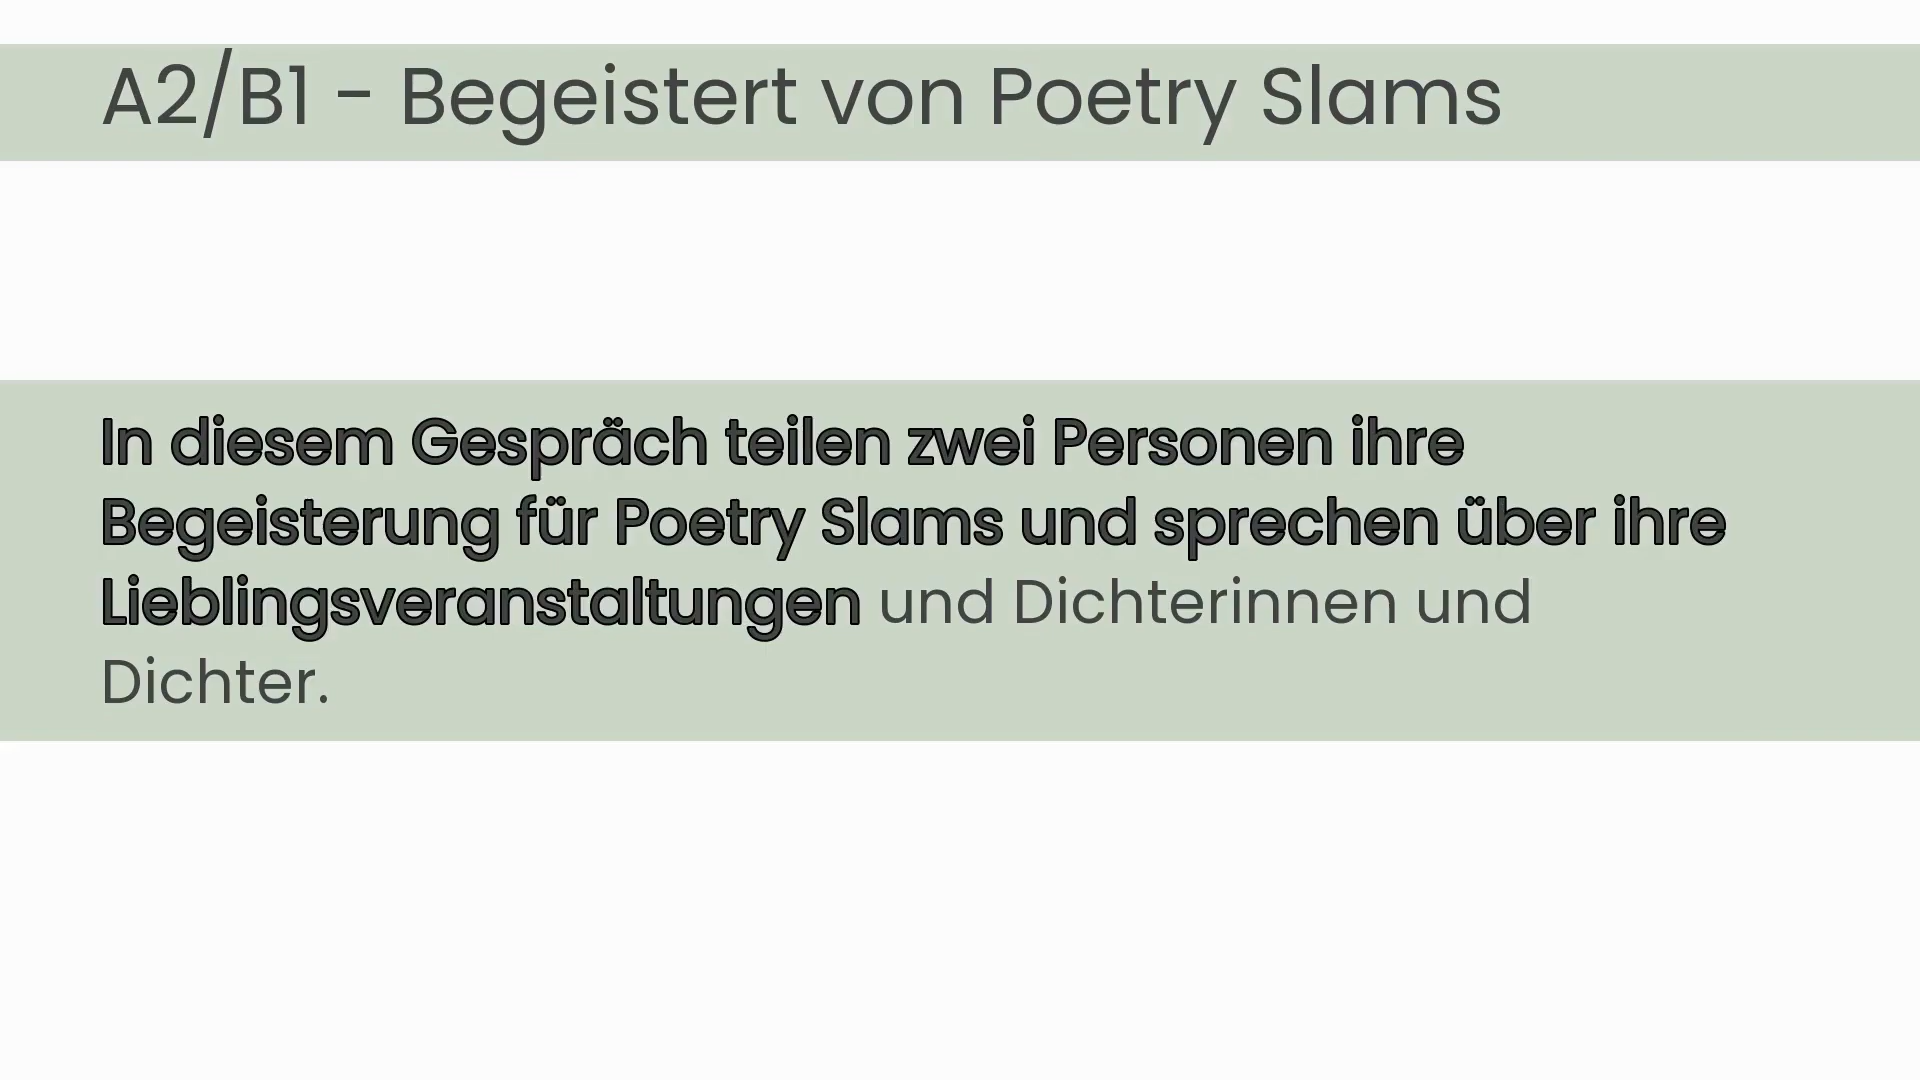 A2/B1 - Begeistert von Poetry Slams
In diesem Gespräch teilen zwei Personen ihre
Begeisterung für Poetry Slams und sprechen über ihre
Lieblingsveranstaltungen und Dichterinnen und
Dichter.